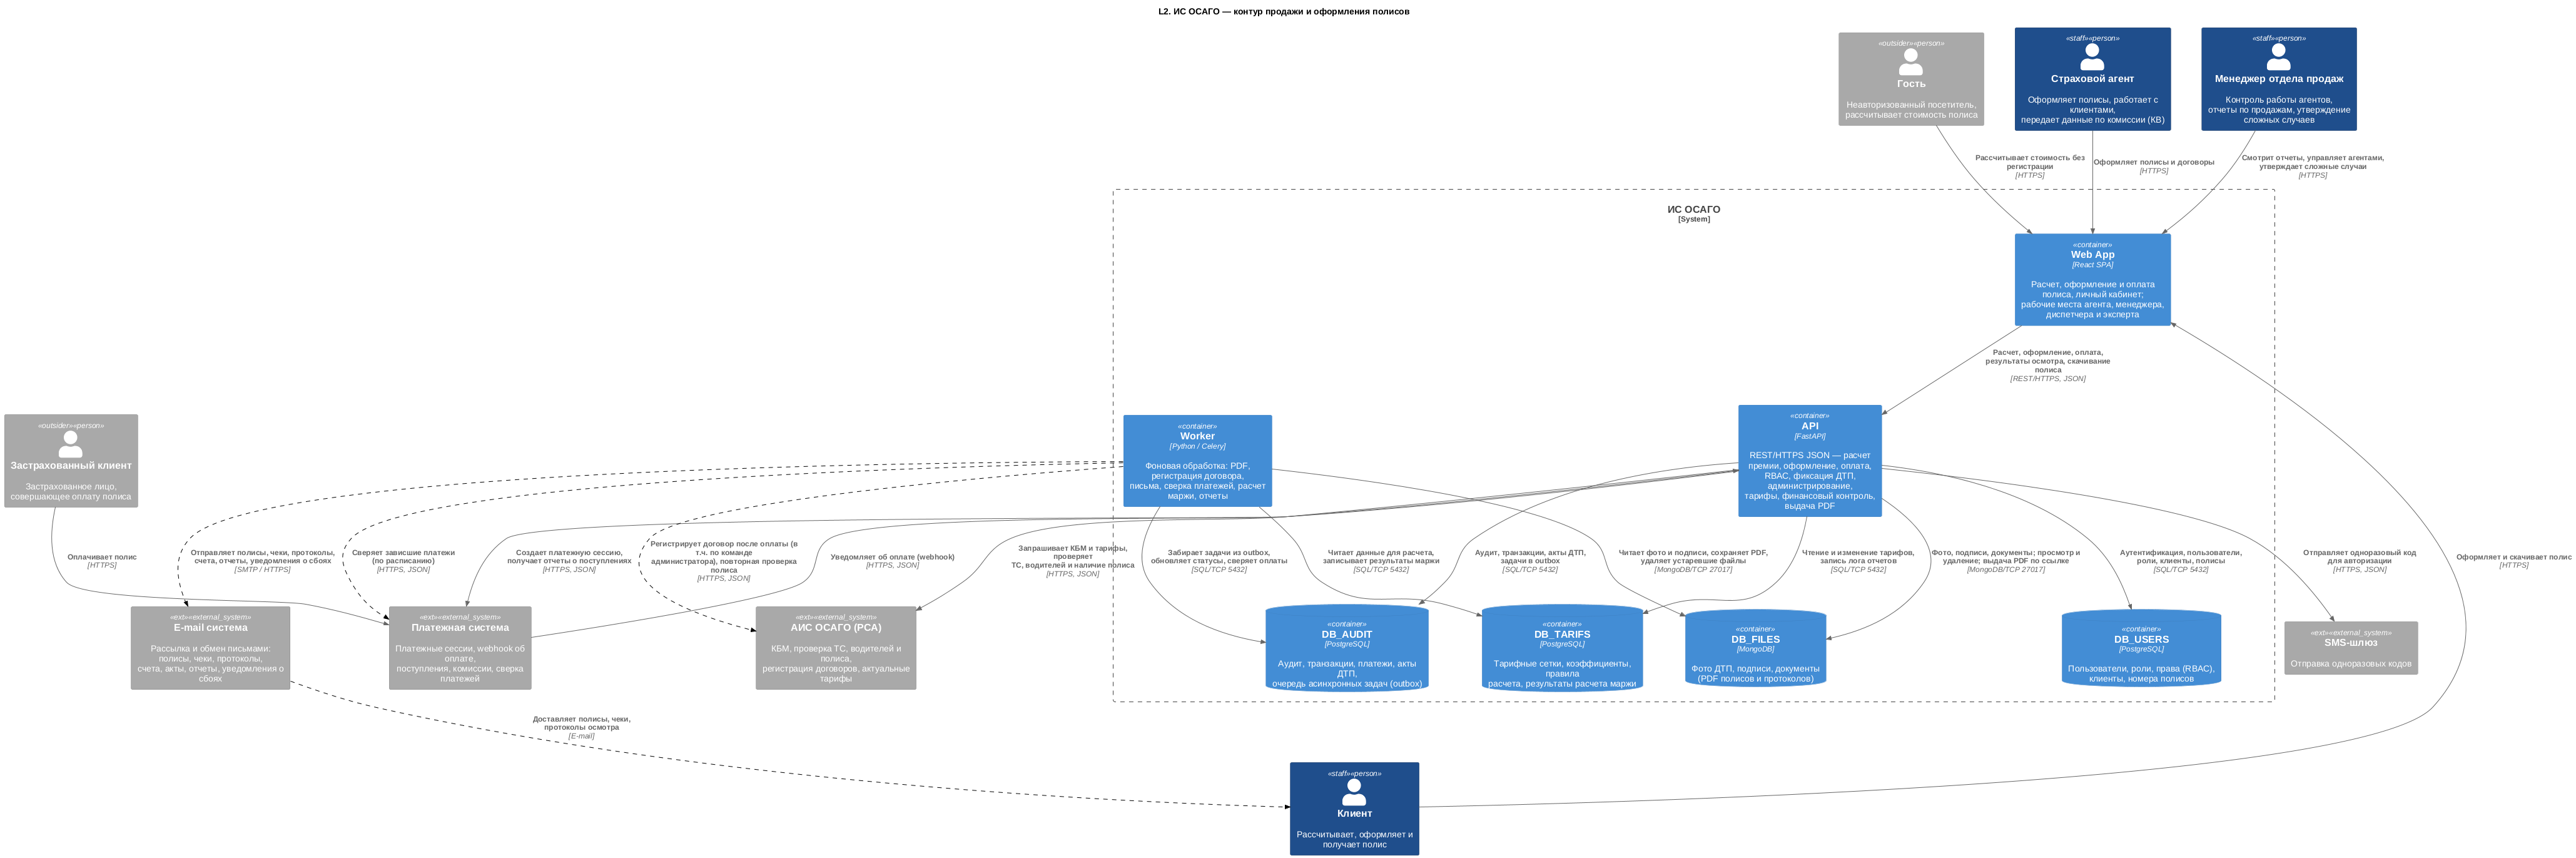 L2. ИС ОСАГО — контур продажи и оформления полисов
«outsider»«person»
Гость
Неавторизованный посетитель,
рассчитывает стоимость полиса
«staff»«person»
Страховой агент
Оформляет полисы, работает с
клиентами,
передает данные по комиссии (КВ)
«staff»«person»
Менеджер отдела продаж
Контроль работы агентов,
отчеты по продажам, утверждение
сложных случаев
Рассчитывает стоимость без
регистрации
[HTTPS]
Оформляет полисы и договоры
[HTTPS]
Смотрит отчеты, управляет агентами,
утверждает сложные случаи
[HTTPS]
ИС ОСАГО
[System]
«container»
Web App
[React SPA]
Расчет, оформление и оплата
полиса, личный кабинет;
рабочие места агента, менеджера,
диспетчера и эксперта
Расчет, оформление, оплата,
результаты осмотра, скачивание
полиса
[REST/HTTPS, JSON]
«outsider»«person»
Застрахованный клиент
Застрахованное лицо,
совершающее оплату полиса
«container»
Worker
[Python / Celery]
Фоновая обработка: PDF,
регистрация договора,
письма, сверка платежей, расчет
маржи, отчеты
«container»
API
[FastAPI]
REST/HTTPS JSON — расчет
премии, оформление, оплата,
RBAC, фиксация ДТП,
администрирование,
тарифы, финансовый контроль,
выдача PDF
Оплачивает полис
[HTTPS]
Отправляет полисы, чеки, протоколы,
счета, отчеты, уведомления о сбоях
[SMTP / HTTPS]
Сверяет зависшие платежи
(по расписанию)
[HTTPS, JSON]
Создает платежную сессию,
получает отчеты о поступлениях
[HTTPS, JSON]
Регистрирует договор после оплаты (в
т.ч. по команде
администратора), повторная проверка
полиса
[HTTPS, JSON]
Уведомляет об оплате (webhook)
[HTTPS, JSON]
Запрашивает КБМ и тарифы,
проверяет
ТС, водителей и наличие полиса
[HTTPS, JSON]
Забирает задачи из outbox,
обновляет статусы, сверяет оплаты
[SQL/TCP 5432]
Читает данные для расчета,
записывает результаты маржи
[SQL/TCP 5432]
Аудит, транзакции, акты ДТП,
задачи в outbox
[SQL/TCP 5432]
Читает фото и подписи, сохраняет PDF,
удаляет устаревшие файлы
[MongoDB/TCP 27017]
Чтение и изменение тарифов,
запись лога отчетов
[SQL/TCP 5432]
Фото, подписи, документы; просмотр и
удаление; выдача PDF по ссылке
[MongoDB/TCP 27017]
Аутентификация, пользователи,
роли, клиенты, полисы
[SQL/TCP 5432]
Отправляет одноразовый код
для авторизации
[HTTPS, JSON]
Оформляет и скачивает полис
[HTTPS]
«ext»«external_system»
E-mail система
Рассылка и обмен письмами:
полисы, чеки, протоколы,
счета, акты, отчеты, уведомления о
сбоях
«ext»«external_system»
Платежная система
Платежные сессии, webhook об
оплате,
поступления, комиссии, сверка
платежей
«ext»«external_system»
АИС ОСАГО (РСА)
КБМ, проверка ТС, водителей и
полиса,
регистрация договоров, актуальные
тарифы
«container»
DB_AUDIT
[PostgreSQL]
Аудит, транзакции, платежи, акты
ДТП,
очередь асинхронных задач (outbox)
«container»
DB_TARIFS
[PostgreSQL]
Тарифные сетки, коэффициенты,
правила
расчета, результаты расчета маржи
«container»
DB_FILES
[MongoDB]
Фото ДТП, подписи, документы
(PDF полисов и протоколов)
«container»
DB_USERS
[PostgreSQL]
Пользователи, роли, права (RBAC),
клиенты, номера полисов
«ext»«external_system»
SMS-шлюз
Отправка одноразовых кодов
Доставляет полисы, чеки,
протоколы осмотра
[E-mail]
«staff»«person»
Клиент
Рассчитывает, оформляет и
получает полис